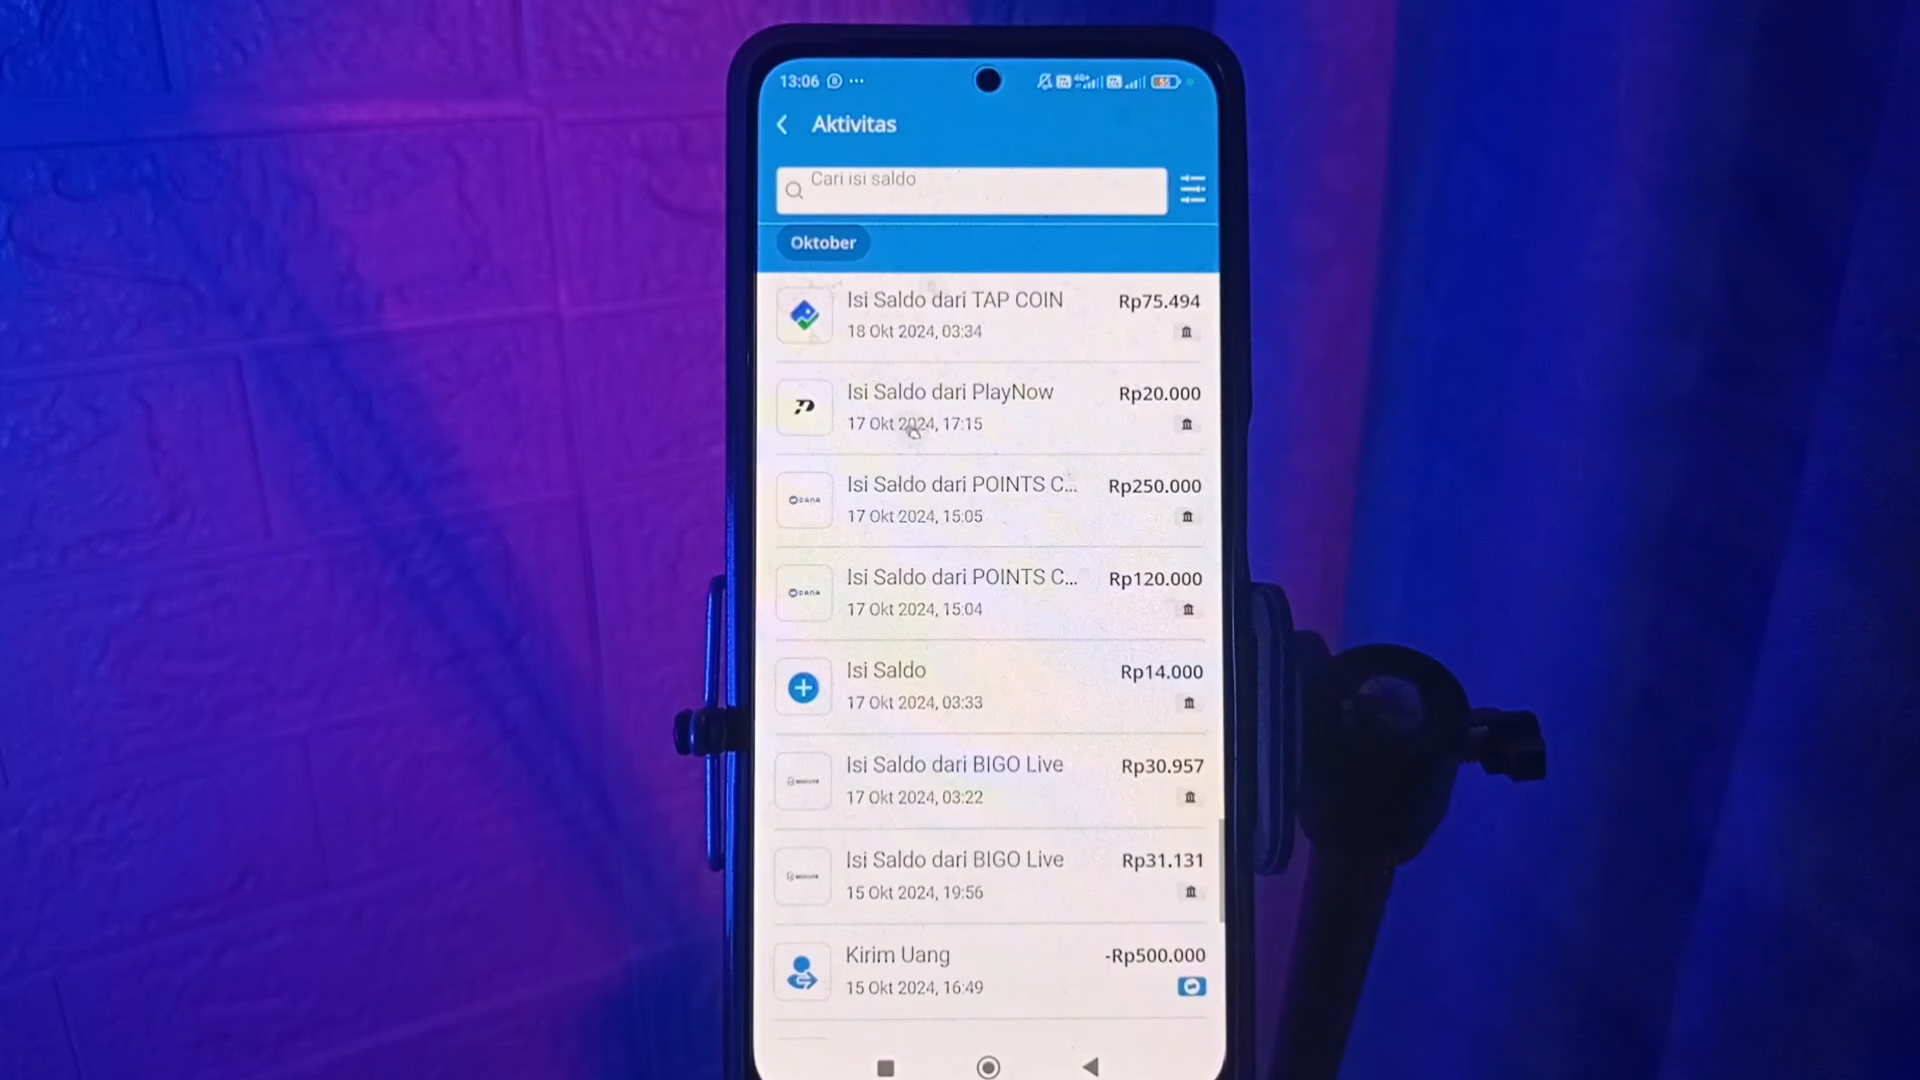 13:06
Aktivitas
Cari isi saldo
Oktober
Isi Saldo dari TAP COIN Rp75.494
18 Okt 2024, 03:34
Isi Saldo dari PlayNow Rp20.000
17 Okt 2024, 17:15
Isi Saldo dari POINTS C... Rp250.000
DANA
17 Okt 2024, 15:05
Isi Saldo dari POINTS C... Rp120.000
DANA
17 Okt 2024, 15:04
Isi Saldo Rp14.000
17 Okt 2024, 03:33
Isi Saldo dari BIGO Live Rp30.957
17 Okt 2024, 03:22
Isi Saldo dari BIGO Live Rp31.131
15 Okt 2024, 19:56
Kirim Uang -Rp500.000
15 Okt 2024, 16:49